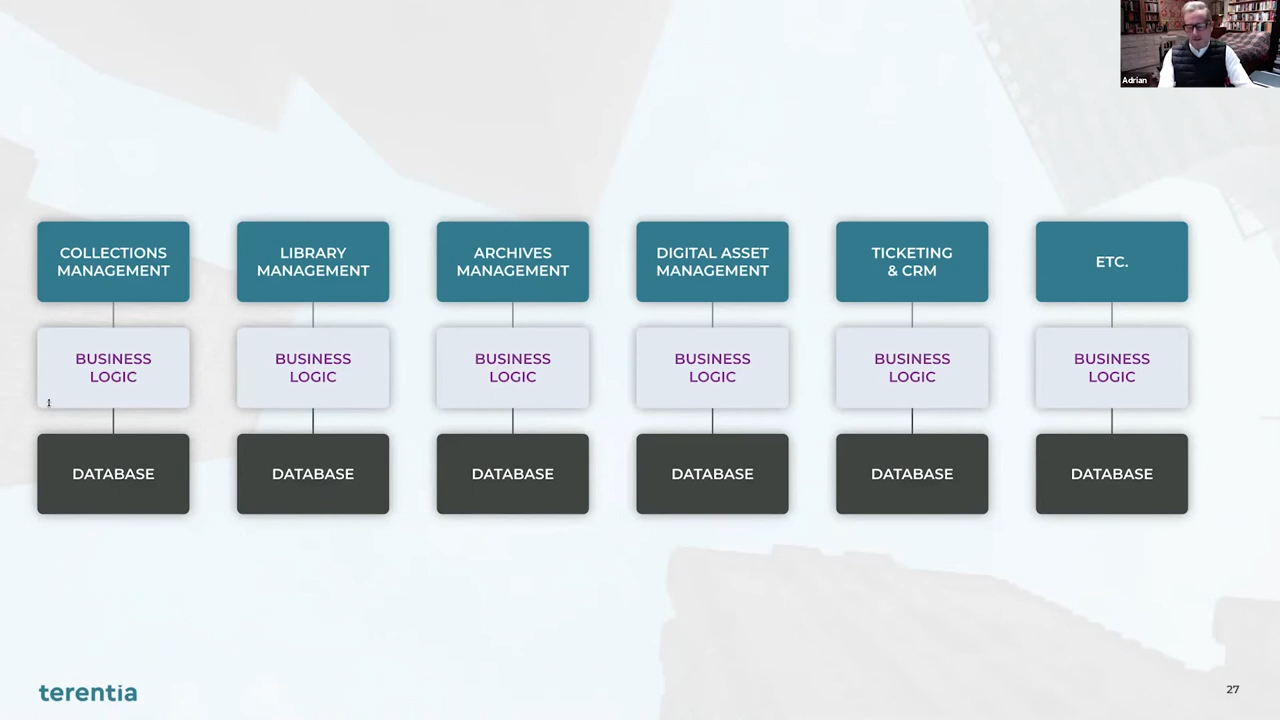 Adrian
COLLECTIONS
MANAGEMENT
LIBRARY
MANAGEMENT
ARCHIVES
MANAGEMENT
DIGITAL ASSET
MANAGEMENT
TICKETING
& CRM
ETC.
BUSINESS
LOGIC
BUSINESS
LOGIC
BUSINESS
LOGIC
BUSINESS
LOGIC
BUSINESS
LOGIC
BUSINESS
LOGIC
DATABASE
DATABASE
DATABASE
DATABASE
DATABASE
DATABASE
terentia
27